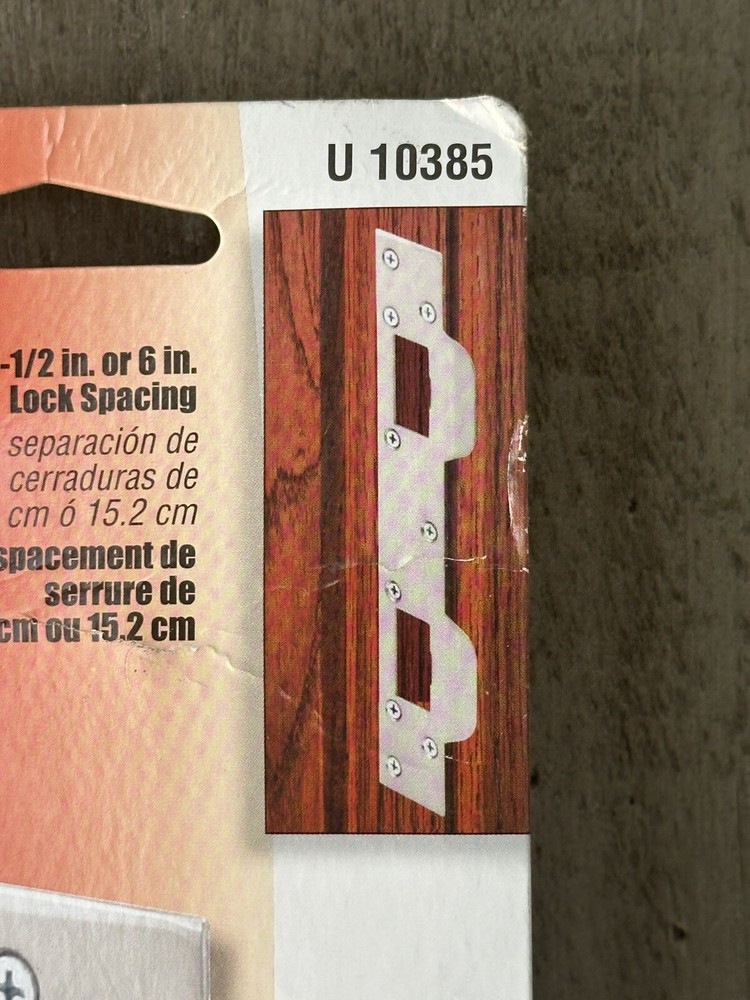 U 10385
-1/2 in. or 6 in.
Lock Spacing
separación de
cerraduras de
cm ó 15.2 cm
spacement de
serrure de
cm ou 15.2 cm